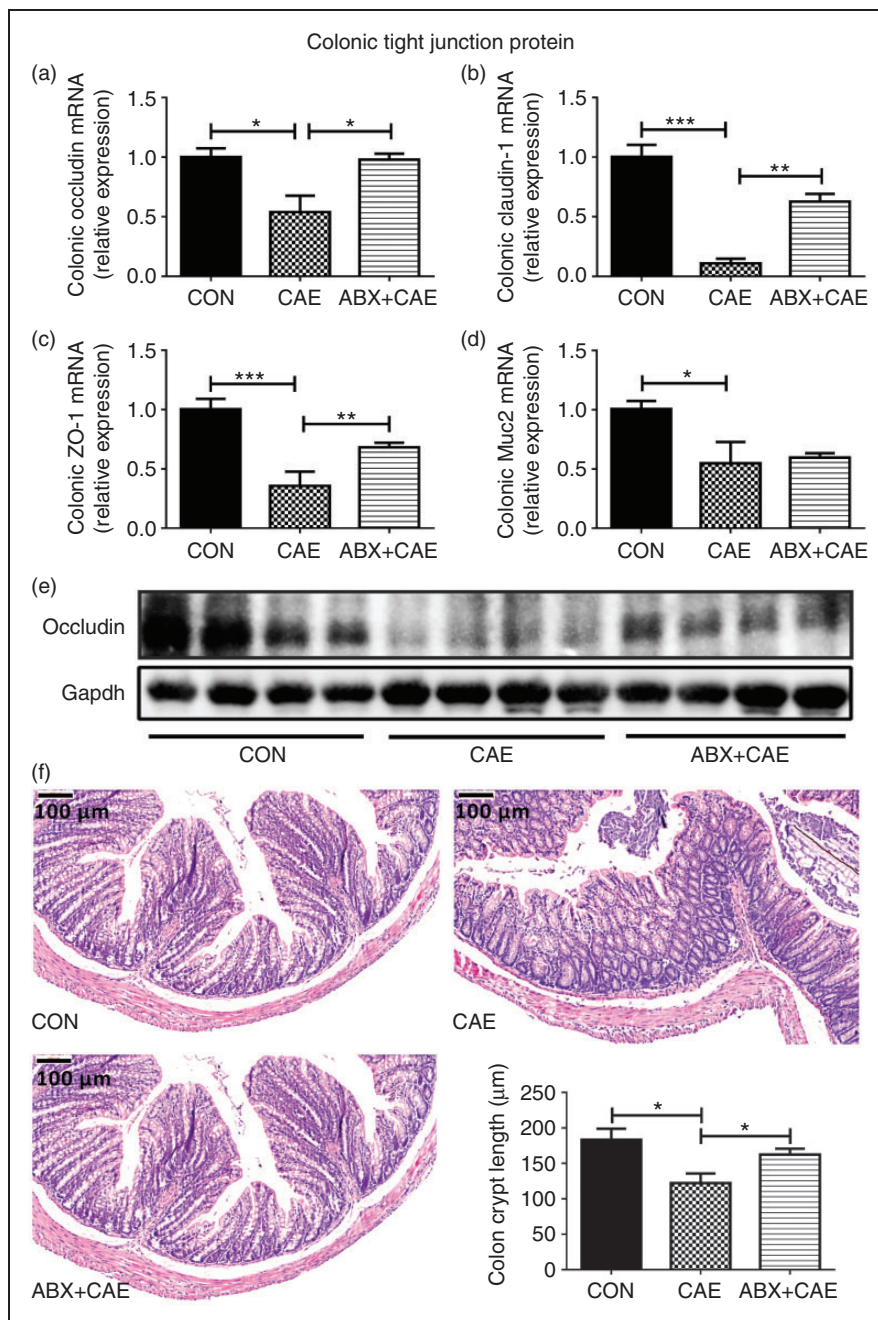 Colonic tight junction protein
(a)
Colonic occludin mRNA
(relative expression)
1.5
1.0
0.5
0.0
*
*
CON CAE ABX+CAE
(b)
Colonic claudin-1 mRNA
(relative expression)
1.5
1.0
0.5
0.0
***
**
CON CAE ABX+CAE
(c)
Colonic ZO-1 mRNA
(relative expression)
1.5
1.0
0.5
0.0
***
**
CON CAE ABX+CAE
(d)
Colonic Muc2 mRNA
(relative expression)
1.5
1.0
0.5
0.0
*
CON CAE ABX+CAE
(e)
Occludin
Gapdh
CON CAE ABX+CAE
(f)
100 µm
CON
100 µm
CAE
100 µm
ABX+CAE
Colon crypt length (µm)
250
200
150
100
50
0
*
*
CON CAE ABX+CAE